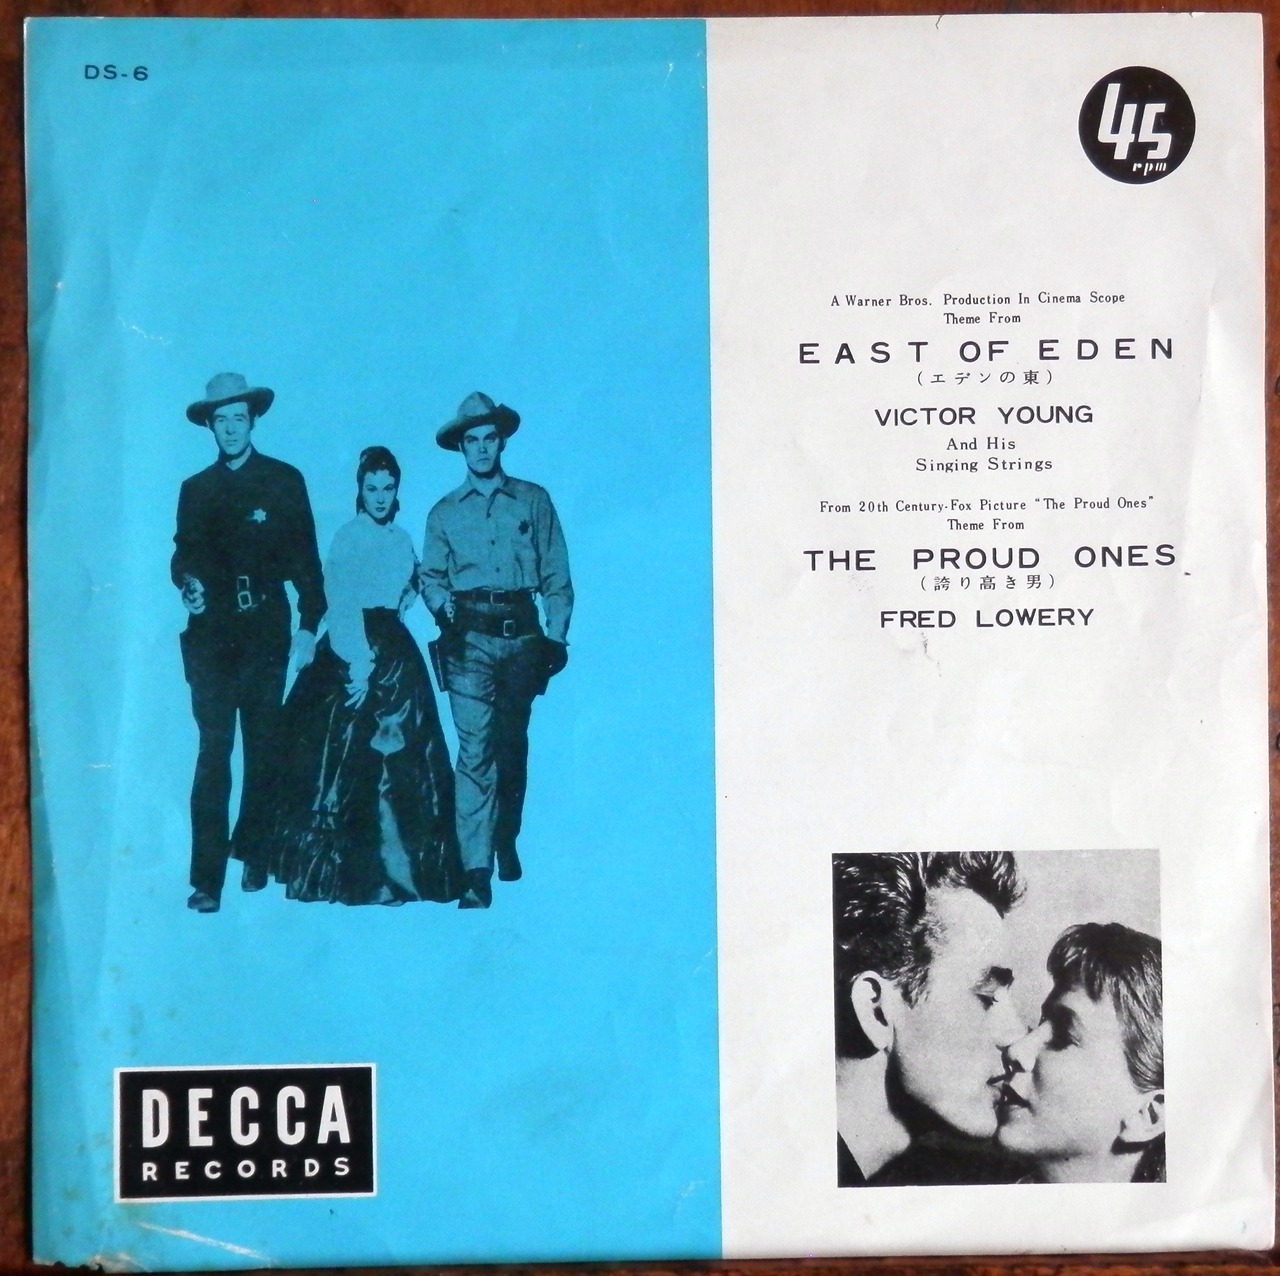 DS-6
45
rpm
A Warner Bros. Production In Cinema Scope
Theme From
EAST OF EDEN
(エデンの東)
VICTOR YOUNG
And His
Singing Strings
From 20th Century-Fox Picture "The Proud Ones"
Theme From
THE PROUD ONES
(誇り高き男)
FRED LOWERY
DECCA
RECORDS